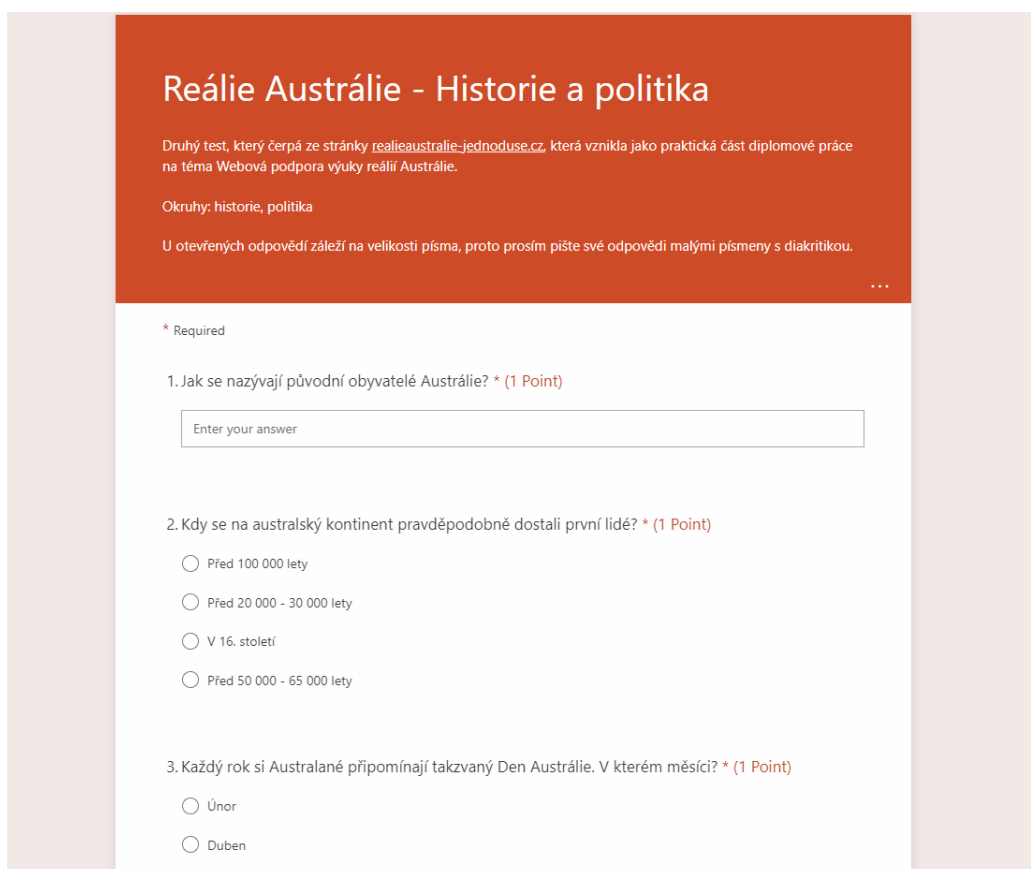 Reálie Austrálie - Historie a politika
Druhý test, který čerpá ze stránky realieaustralie-jednoduse.cz, která vznikla jako praktická část diplomové práce
na téma Webová podpora výuky reálií Austrálie.
Okruhy: historie, politika
U otevřených odpovědí záleží na velikosti písma, proto prosím pište své odpovědi malými písmeny s diakritikou.
...
* Required
1. Jak se nazývají původní obyvatelé Austrálie? * (1 Point)
Enter your answer
2. Kdy se na australský kontinent pravděpodobně dostali první lidé? * (1 Point)
Před 100 000 lety
Před 20 000 - 30 000 lety
V 16. století
Před 50 000 - 65 000 lety
3. Každý rok si Australané připomínají takzvaný Den Austrálie. V kterém měsíci? * (1 Point)
Únor
Duben